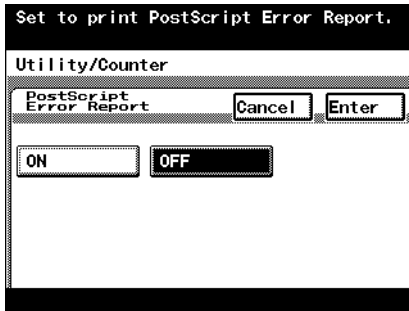 Set to print PostScript Error Report.
Utility/Counter
PostScript
Error Report
Cancel Enter
ON OFF